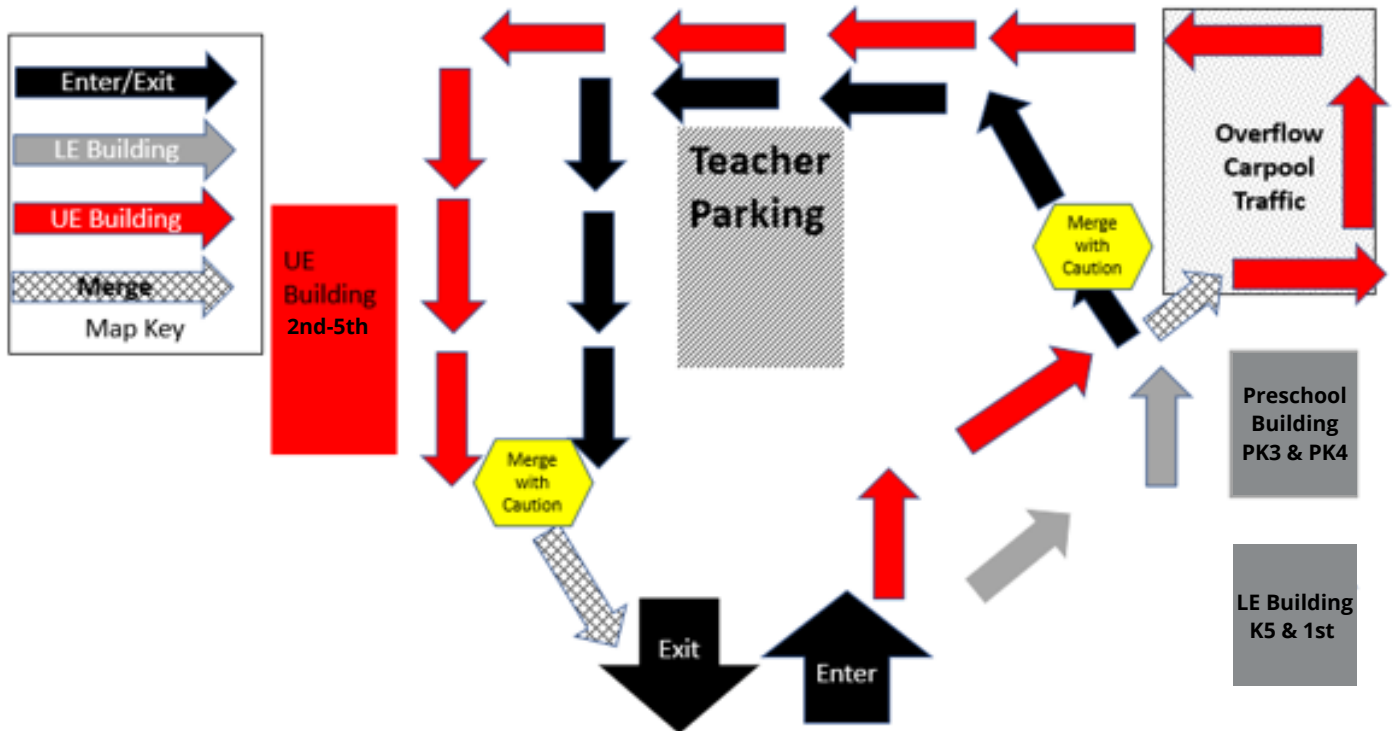 Enter/Exit
LE Building
UE Building
Merge
Map Key
UE
Building
2nd-5th
Teacher
Parking
Overflow
Carpool
Traffic
Merge
with
Caution
Preschool
Building
PK3 & PK4
Merge
with
Caution
LE Building
K5 & 1st
Exit
Enter